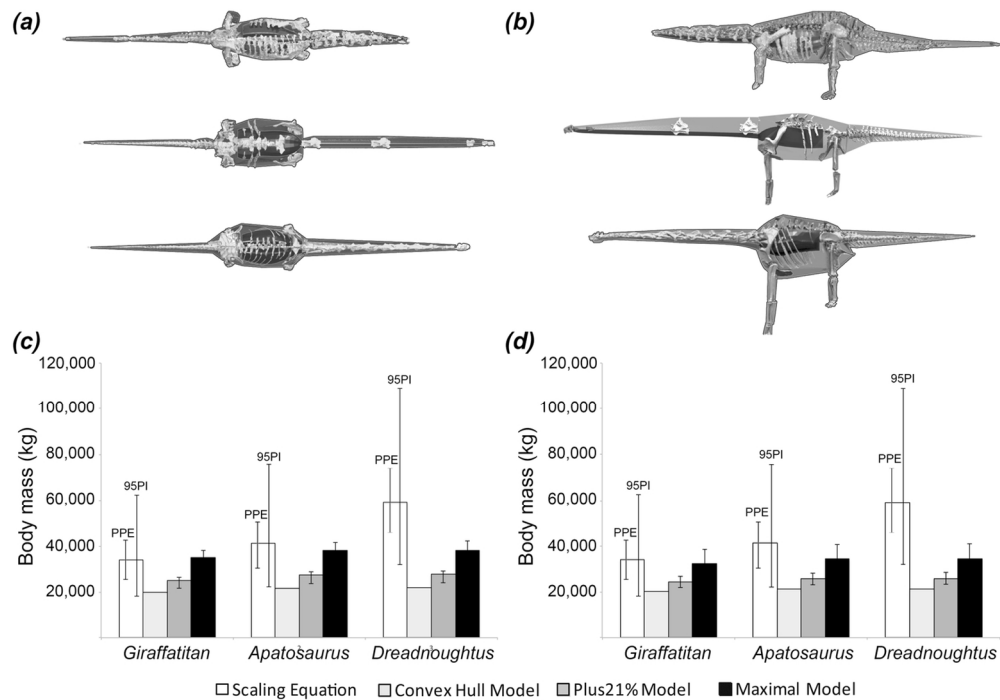 (a)
(b)
(c)
120,000
100,000
80,000
60,000
40,000
20,000
Body mass (kg)
PPE
95PI
PPE
95PI
PPE
95PI
Giraffatitan
Apatosaurus
Dreadnoughtus
(d)
120,000
100,000
80,000
60,000
40,000
20,000
Body mass (kg)
PPE
95PI
PPE
95PI
PPE
95PI
Giraffatitan
Apatosaurus
Dreadnoughtus
Scaling Equation Convex Hull Model Plus21% Model Maximal Model